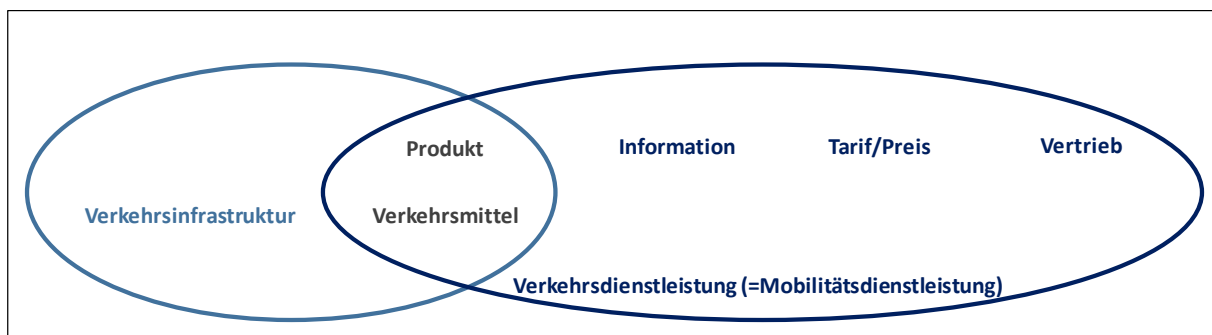 Produkt
Information
Tarif/Preis
Vertrieb
Verkehrsinfrastruktur
Verkehrsmittel
Verkehrsdienstleistung (=Mobilitätsdienstleistung)